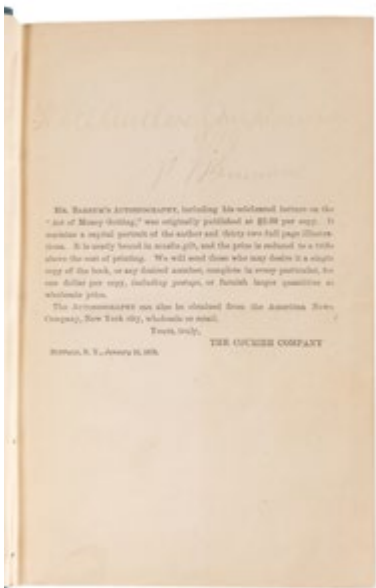 MR. BARNUM'S AUTOBIOGRAPHY, including his celebrated lecture on the
"Art of Money Getting," was originally published at per copy. It
contains a capital portrait of the author and thirty two full page illustra-
tions. It is neatly bound in muslin gilt, and the price is reduced to a trifle
above the cost of printing. We will send those who may desire it a single
copy of the book, or any desired number, complete in every particular, for
one dollar per copy, including postage, or furnish larger quantities at
wholesale price.
The AUTOBIOGRAPHY can also be obtained from the American News
Company, New York city, wholesale or retail.
Yours, truly,
THE COURIER COMPANY
BUFFALO, N. Y., January